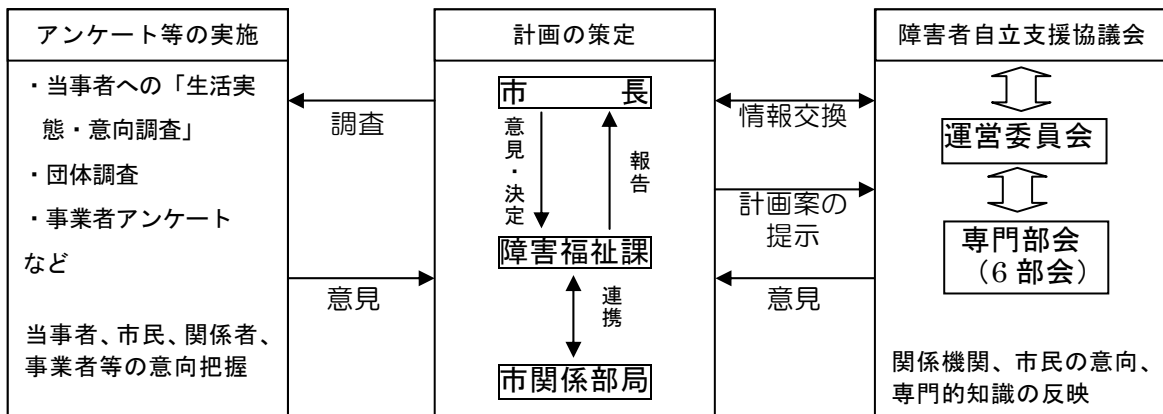 アンケート等の実施
・当事者への「生活実
態・意向調査」
・団体調査
・事業者アンケート
など
当事者、市民、関係者、
事業者等の意向把握
調査
意見
計画の策定
市長
意見・決定
報告
障害福祉課
連携
市関係部局
情報交換
計画案の
提示
意見
障害者自立支援協議会
運営委員会
専門部会
（6部会）
関係機関、市民の意向、
専門的知識の反映